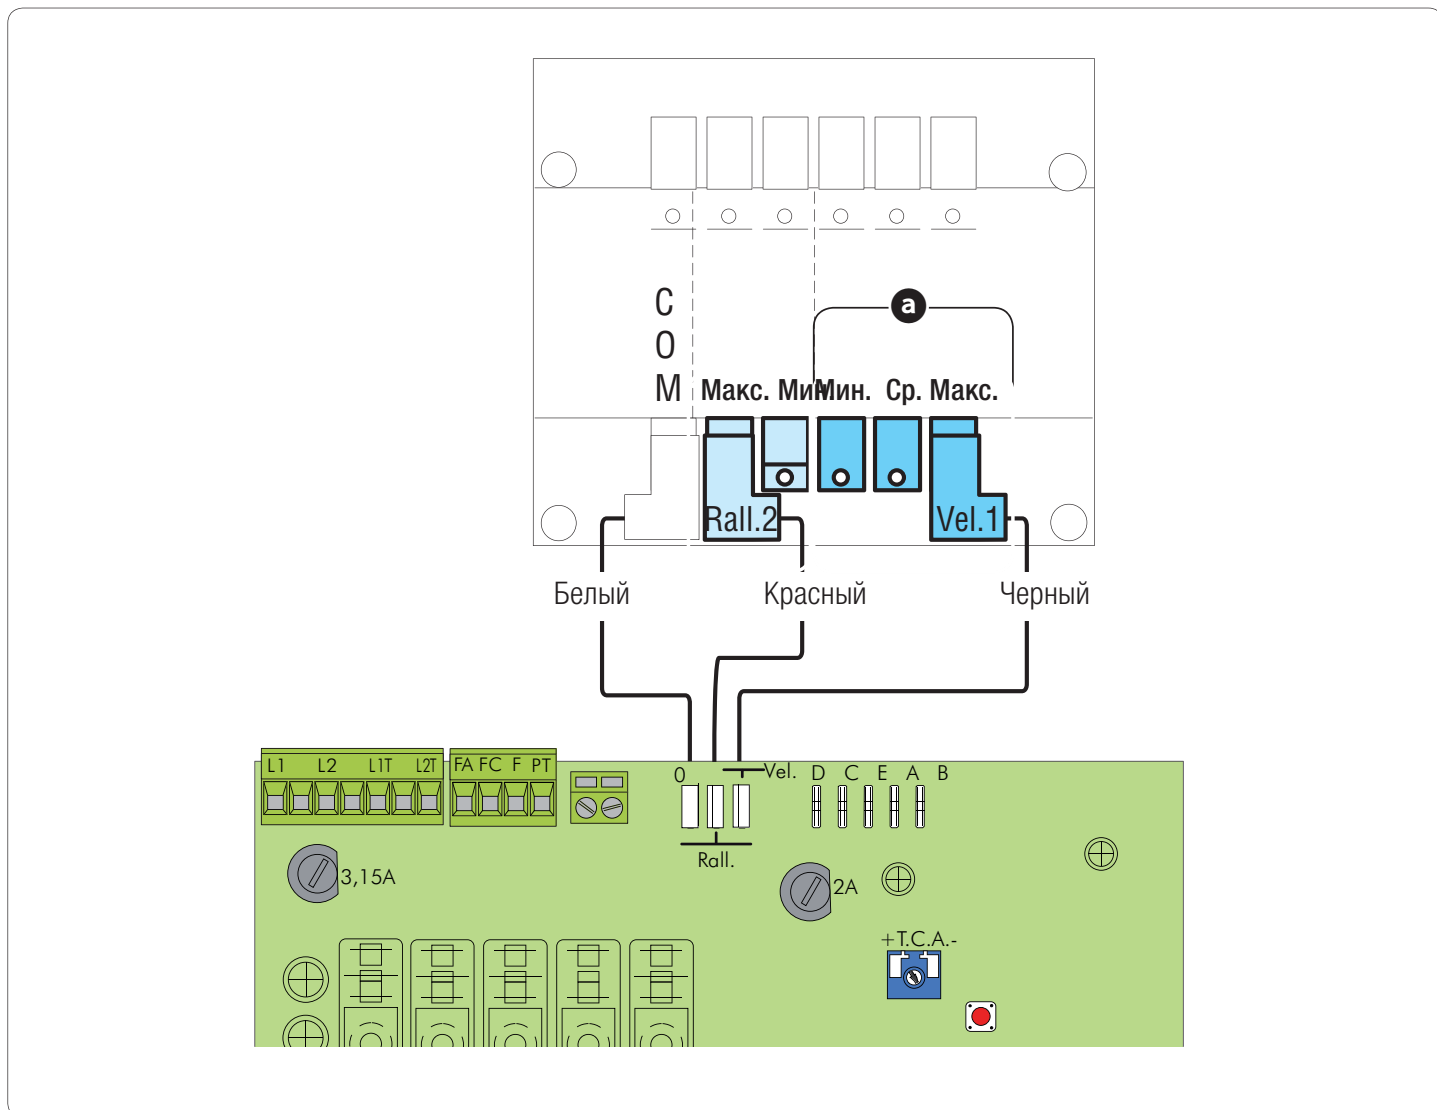 С
О
М
a
Макс. Мин Мин. Ср. Макс.
Rall.2
Vel.1
Белый
Красный
Черный
L1 L2 L1T L2T
FA FC F PT
0
Vel.
D C E A B
Rall.
3,15A
2A
+T.C.A.-